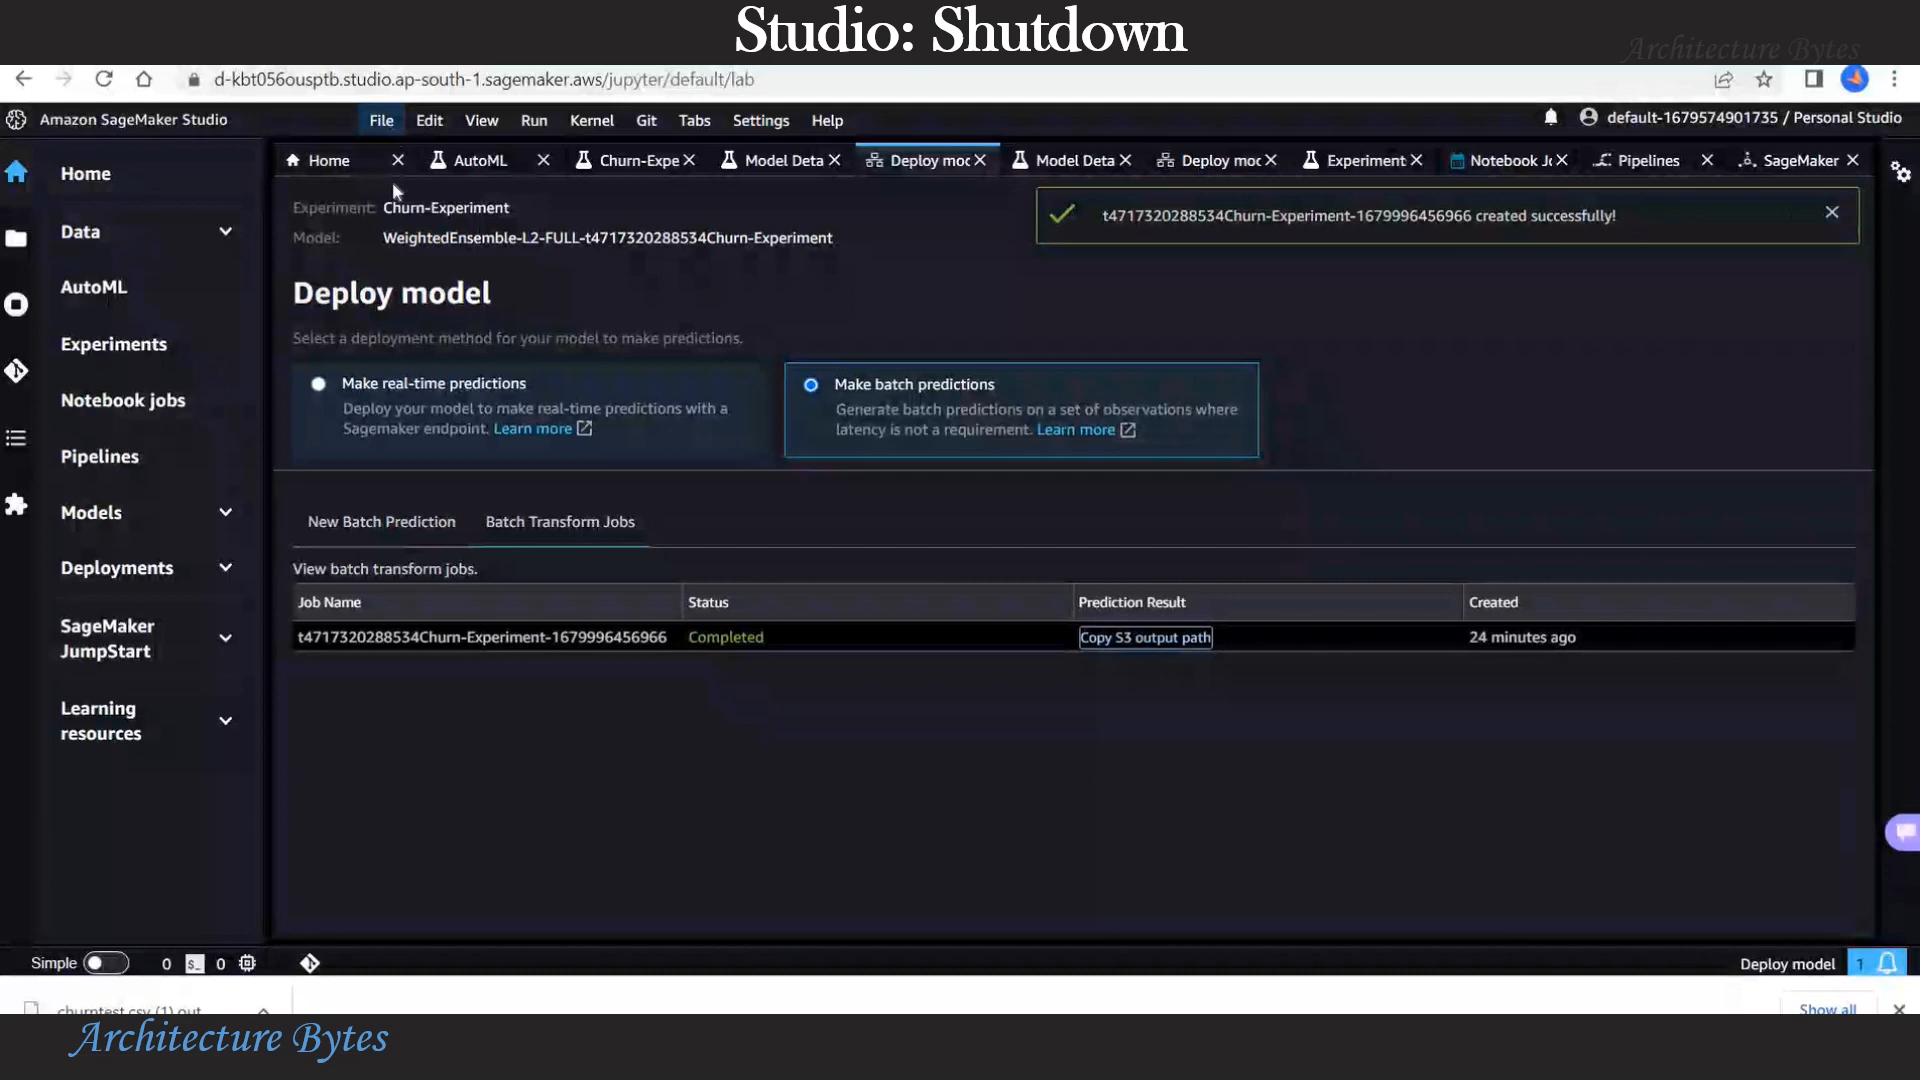 Studio: Shutdown
Architecture Bytes
d-kbt056ousptb.studio.ap-south-1.sagemaker.aws/jupyter/default/lab
Amazon SageMaker Studio
File Edit View Run Kernel Git Tabs Settings Help
default-1679574901735 / Personal Studio
Home AutoML Churn-Expe Model Deta Deploy moc Model Deta Deploy moc Experiment Notebook Jc Pipelines SageMaker
Home
Data
AutoML
Experiments
Notebook jobs
Pipelines
Models
Deployments
SageMaker
JumpStart
Learning
resources
Experiment: Churn-Experiment
Model: WeightedEnsemble-L2-FULL-t4717320288534Churn-Experiment
t4717320288534Churn-Experiment-1679996456966 created successfully!
Deploy model
Select a deployment method for your model to make predictions.
Make real-time predictions
Deploy your model to make real-time predictions with a
Sagemaker endpoint. Learn more
Make batch predictions
Generate batch predictions on a set of observations where
latency is not a requirement. Learn more
New Batch Prediction Batch Transform Jobs
View batch transform jobs.
Job Name Status Prediction Result Created
t4717320288534Churn-Experiment-1679996456966 Completed Copy S3 output path 24 minutes ago
Simple 0 $_ 0
Deploy model 1
churntest.csv (1).out
Show all
Architecture Bytes